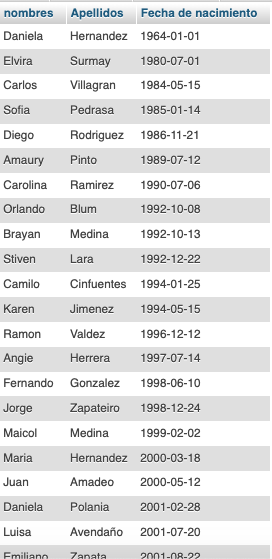 nombres Apellidos Fecha de nacimiento
Daniela Hernandez 1964-01-01
Elvira Surmay 1980-07-01
Carlos Villagran 1984-05-15
Sofia Pedrasa 1985-01-14
Diego Rodriguez 1986-11-21
Amaury Pinto 1989-07-12
Carolina Ramirez 1990-07-06
Orlando Blum 1992-10-08
Brayan Medina 1992-10-13
Stiven Lara 1992-12-22
Camilo Cinfuentes 1994-01-25
Karen Jimenez 1994-05-15
Ramon Valdez 1996-12-12
Angie Herrera 1997-07-14
Fernando Gonzalez 1998-06-10
Jorge Zapateiro 1998-12-24
Maicol Medina 1999-02-02
Maria Hernandez 2000-03-18
Juan Amadeo 2000-05-12
Daniela Polania 2001-02-28
Luisa Avendaño 2001-07-20
Emiliano Zapata 2001-08-22